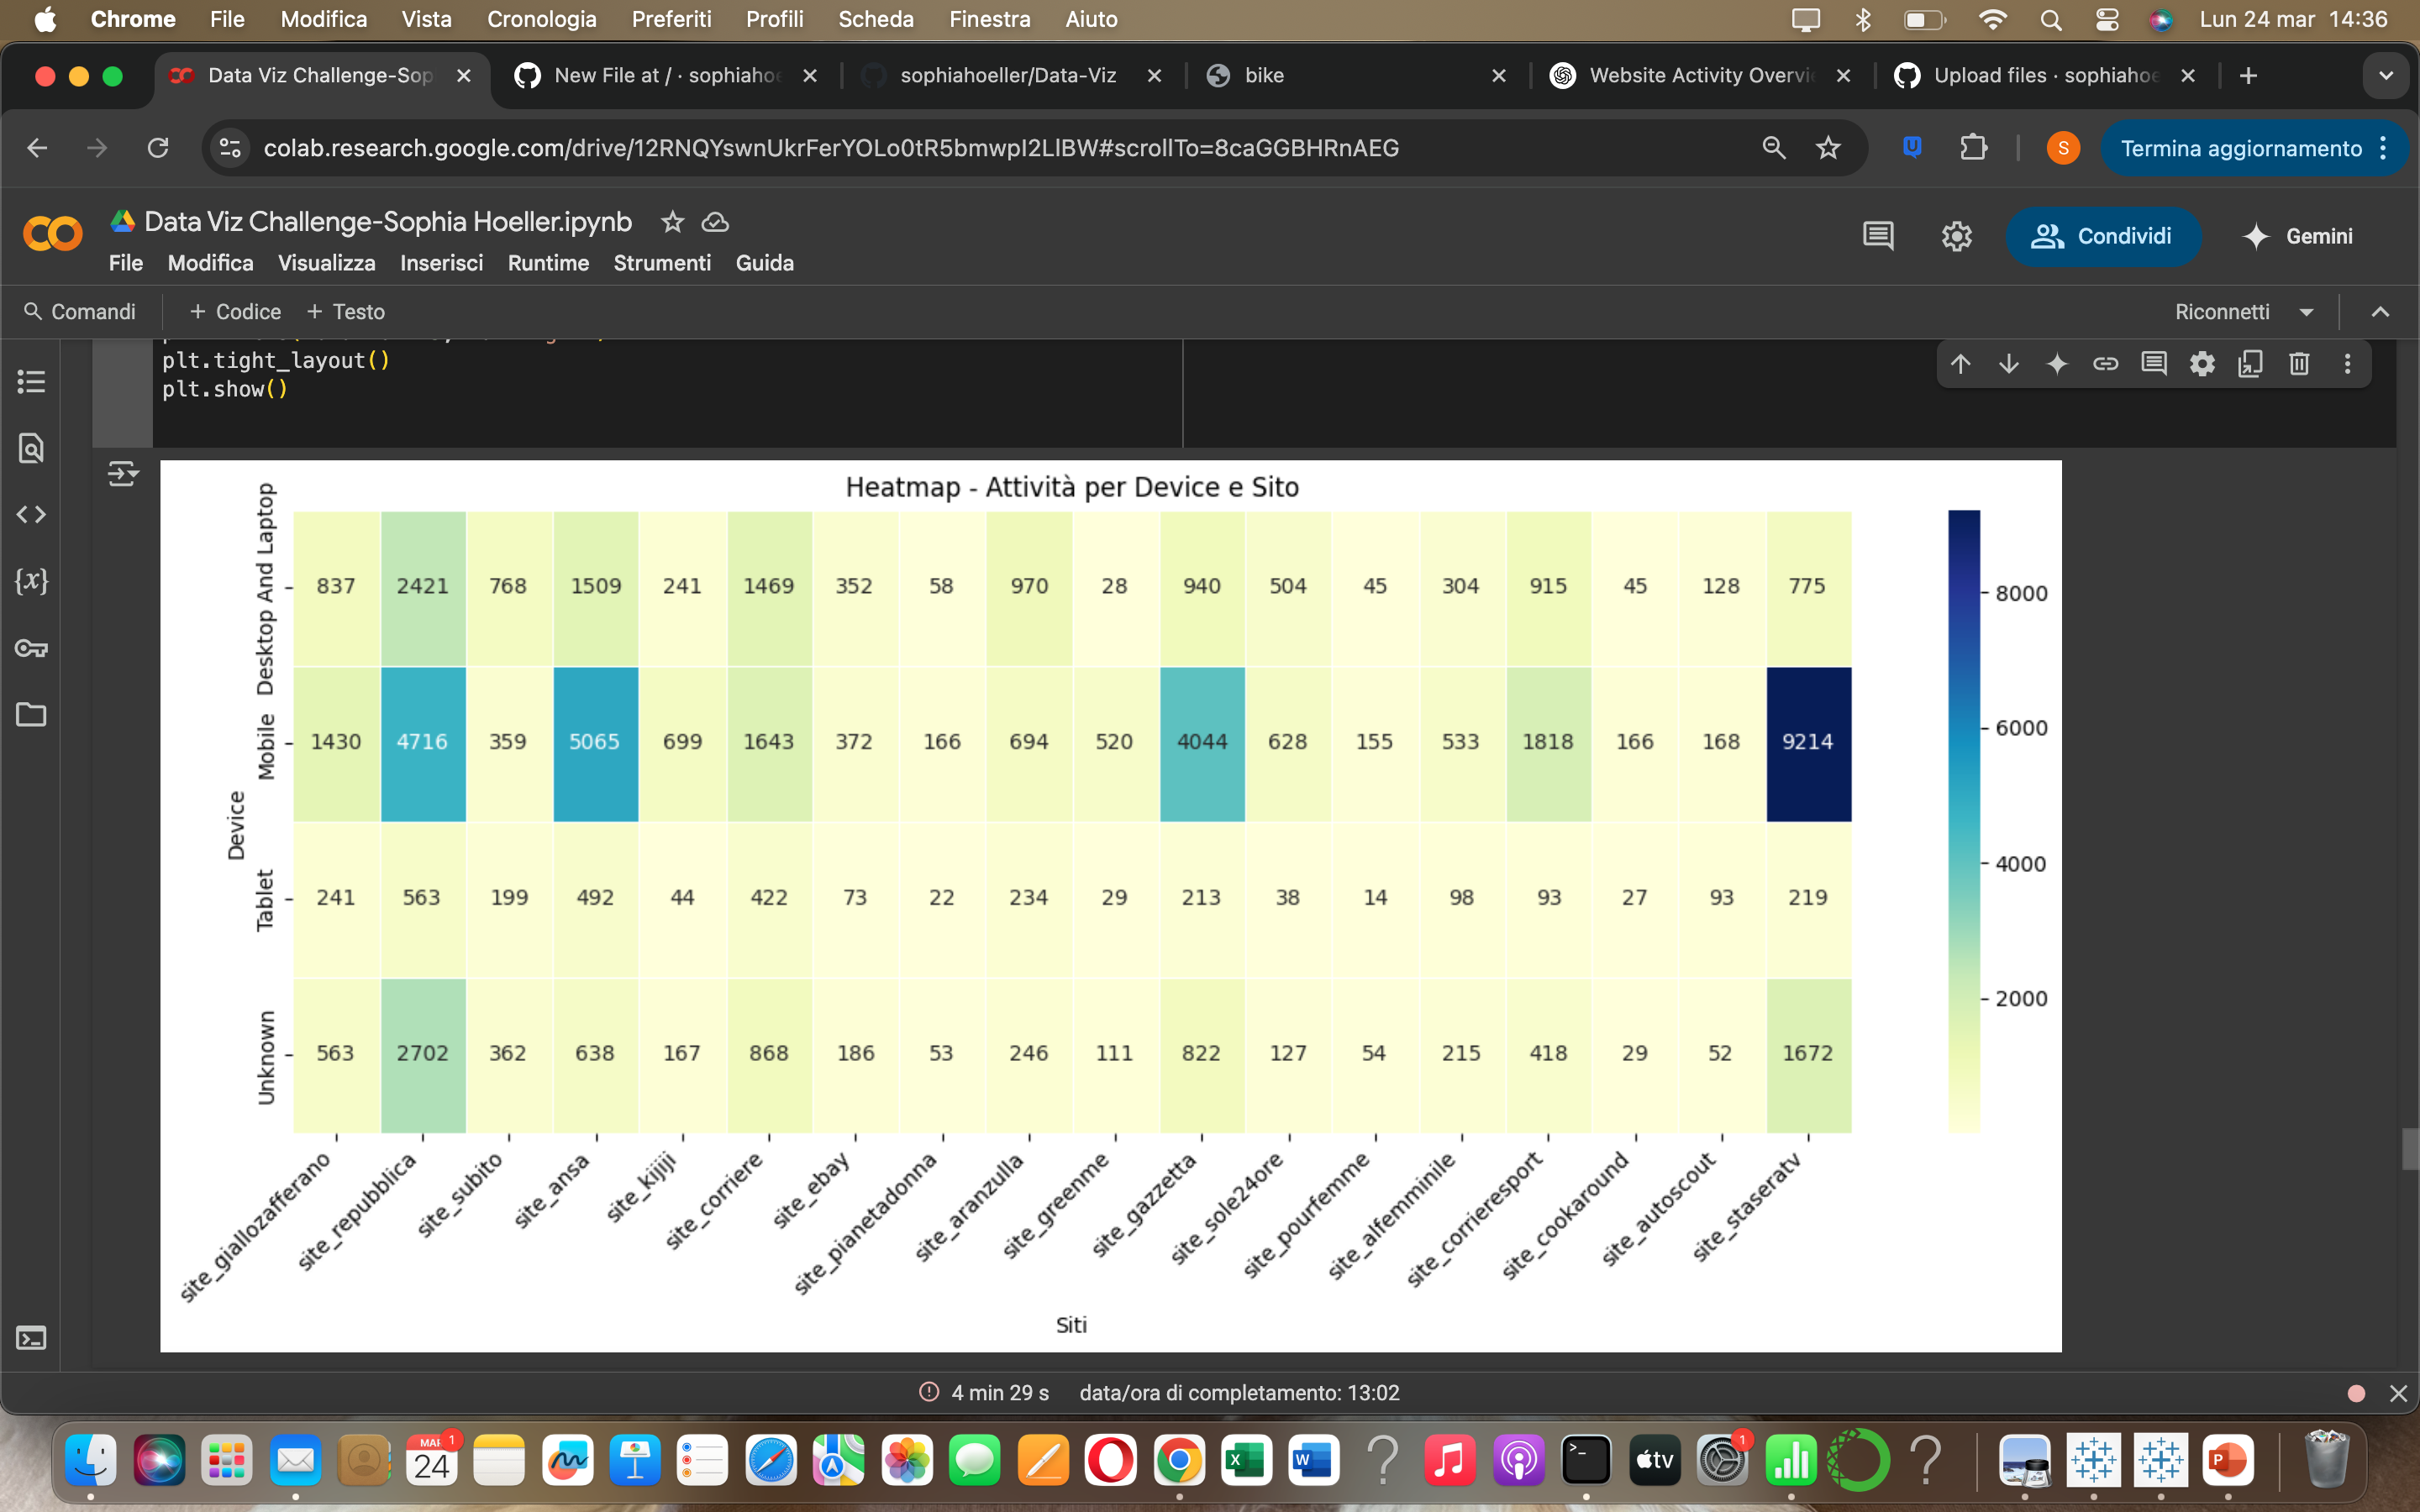 Chrome File Modifica Vista Cronologia Preferiti Profili Scheda Finestra Aiuto Lun 24 mar 14:36
Data Viz Challenge-Sop New File at / · sophiahoe sophiahoeller/Data-Viz bike Website Activity Overvi Upload files · sophiahoe
colab.research.google.com/drive/12RNQYswnUkrFerYOLo0tR5bmwpI2LlBW#scrollTo=8caGGBHRnAEG S Termina aggiornamento
Data Viz Challenge-Sophia Hoeller.ipynb
File Modifica Visualizza Inserisci Runtime Strumenti Guida
Condividi Gemini
Comandi + Codice + Testo Riconnetti
plt.tight_layout()
plt.show()
Heatmap - Attività per Device e Sito
Device
Desktop And Laptop 837 2421 768 1509 241 1469 352 58 970 28 940 504 45 304 915 45 128 775
Mobile 1430 4716 359 5065 699 1643 372 166 694 520 4044 628 155 533 1818 166 168 9214
Tablet 241 563 199 492 44 422 73 22 234 29 213 38 14 98 93 27 93 219
Unknown 563 2702 362 638 167 868 186 53 246 111 822 127 54 215 418 29 52 1672
8000
6000
4000
2000
site_giallozafferano site_repubblica site_subito site_ansa site_kijiji site_corriere site_ebay site_pianetadonna site_aranzulla site_greenme site_gazzetta site_sole24ore site_pourfemme site_alfemminile site_corrieresport site_cookaround site_autoscout site_staseratv
Siti
4 min 29 s data/ora di completamento: 13:02
MAR 1
24
X W >_ tv 1 P